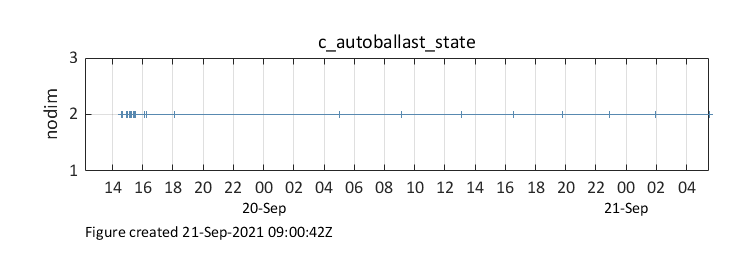 c_autoballast_state
nodim
3
2
1
14 16 18 20 22 00 02 04 06 08 10 12 14 16 18 20 22 00 02 04
20-Sep 21-Sep
Figure created 21-Sep-2021 09:00:42Z